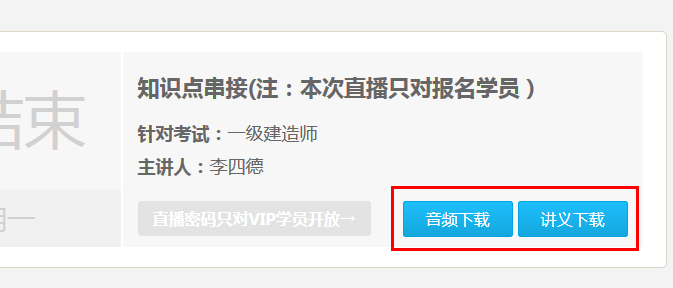 结束
知识点串接(注：本次直播只对报名学员）
针对考试：一级建造师
主讲人：李四德
月一
直播密码只对VIP学员开放→
音频下载
讲义下载